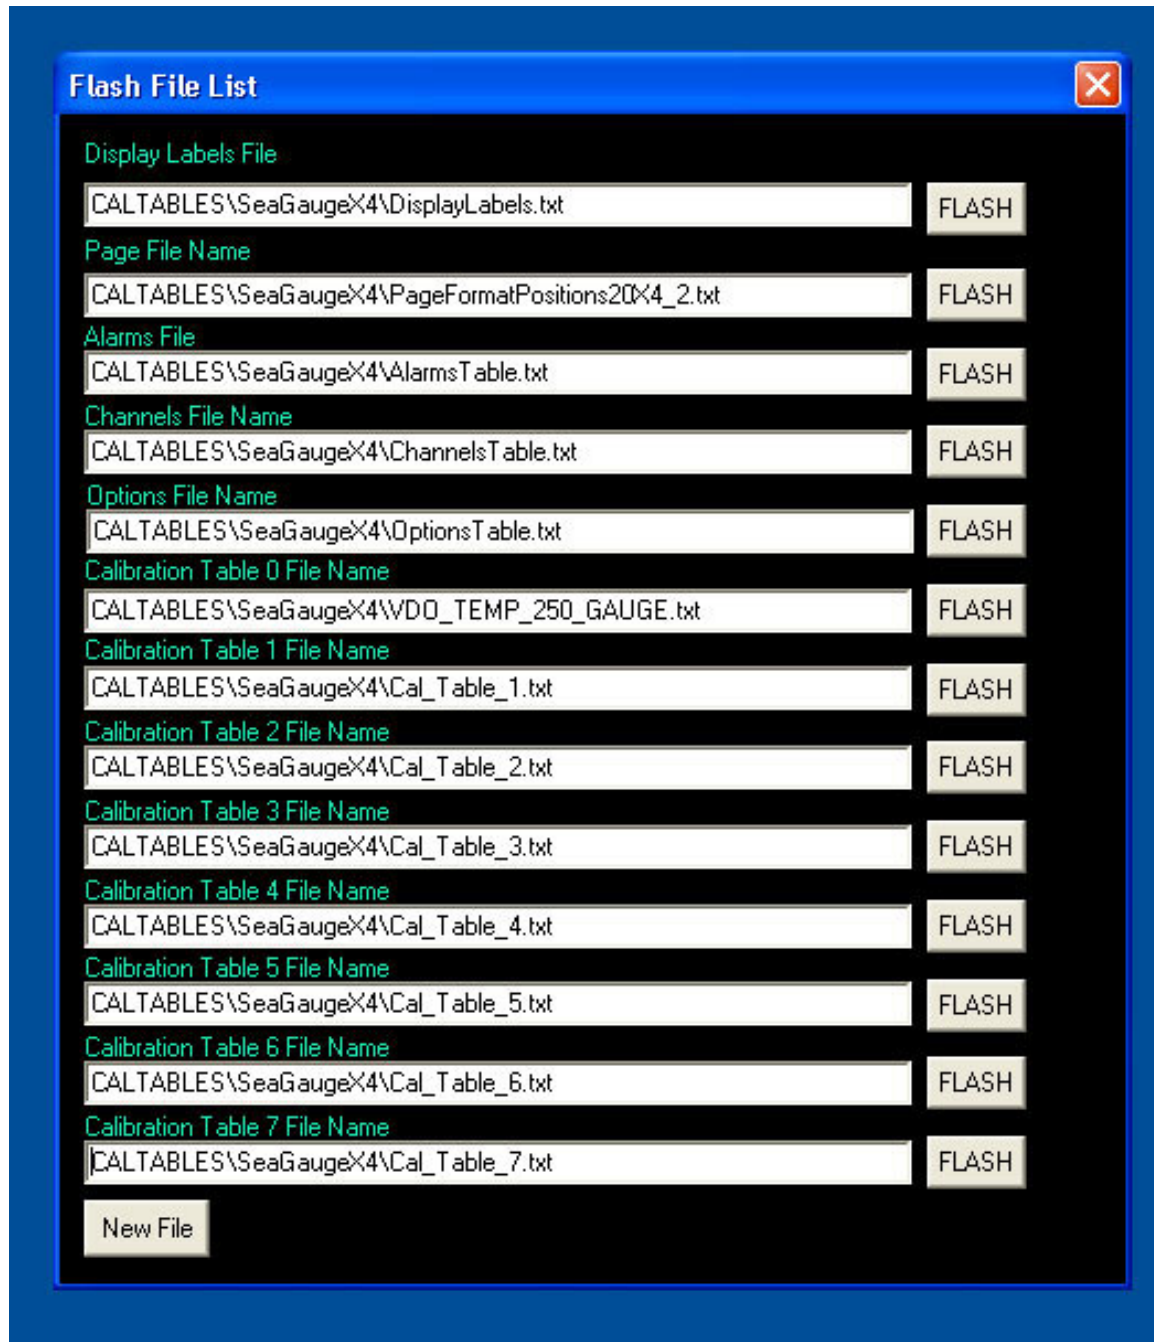 Flash File List
Display Labels File
CALTABLES\SeaGaugeX4\DisplayLabels.txt FLASH
Page File Name
CALTABLES\SeaGaugeX4\PageFormatPositions20X4_2.txt FLASH
Alarms File
CALTABLES\SeaGaugeX4\AlarmsTable.txt FLASH
Channels File Name
CALTABLES\SeaGaugeX4\ChannelsTable.txt FLASH
Options File Name
CALTABLES\SeaGaugeX4\OptionsTable.txt FLASH
Calibration Table 0 File Name
CALTABLES\SeaGaugeX4\VDO_TEMP_250_GAUGE.txt FLASH
Calibration Table 1 File Name
CALTABLES\SeaGaugeX4\Cal_Table_1.txt FLASH
Calibration Table 2 File Name
CALTABLES\SeaGaugeX4\Cal_Table_2.txt FLASH
Calibration Table 3 File Name
CALTABLES\SeaGaugeX4\Cal_Table_3.txt FLASH
Calibration Table 4 File Name
CALTABLES\SeaGaugeX4\Cal_Table_4.txt FLASH
Calibration Table 5 File Name
CALTABLES\SeaGaugeX4\Cal_Table_5.txt FLASH
Calibration Table 6 File Name
CALTABLES\SeaGaugeX4\Cal_Table_6.txt FLASH
Calibration Table 7 File Name
CALTABLES\SeaGaugeX4\Cal_Table_7.txt FLASH
New File